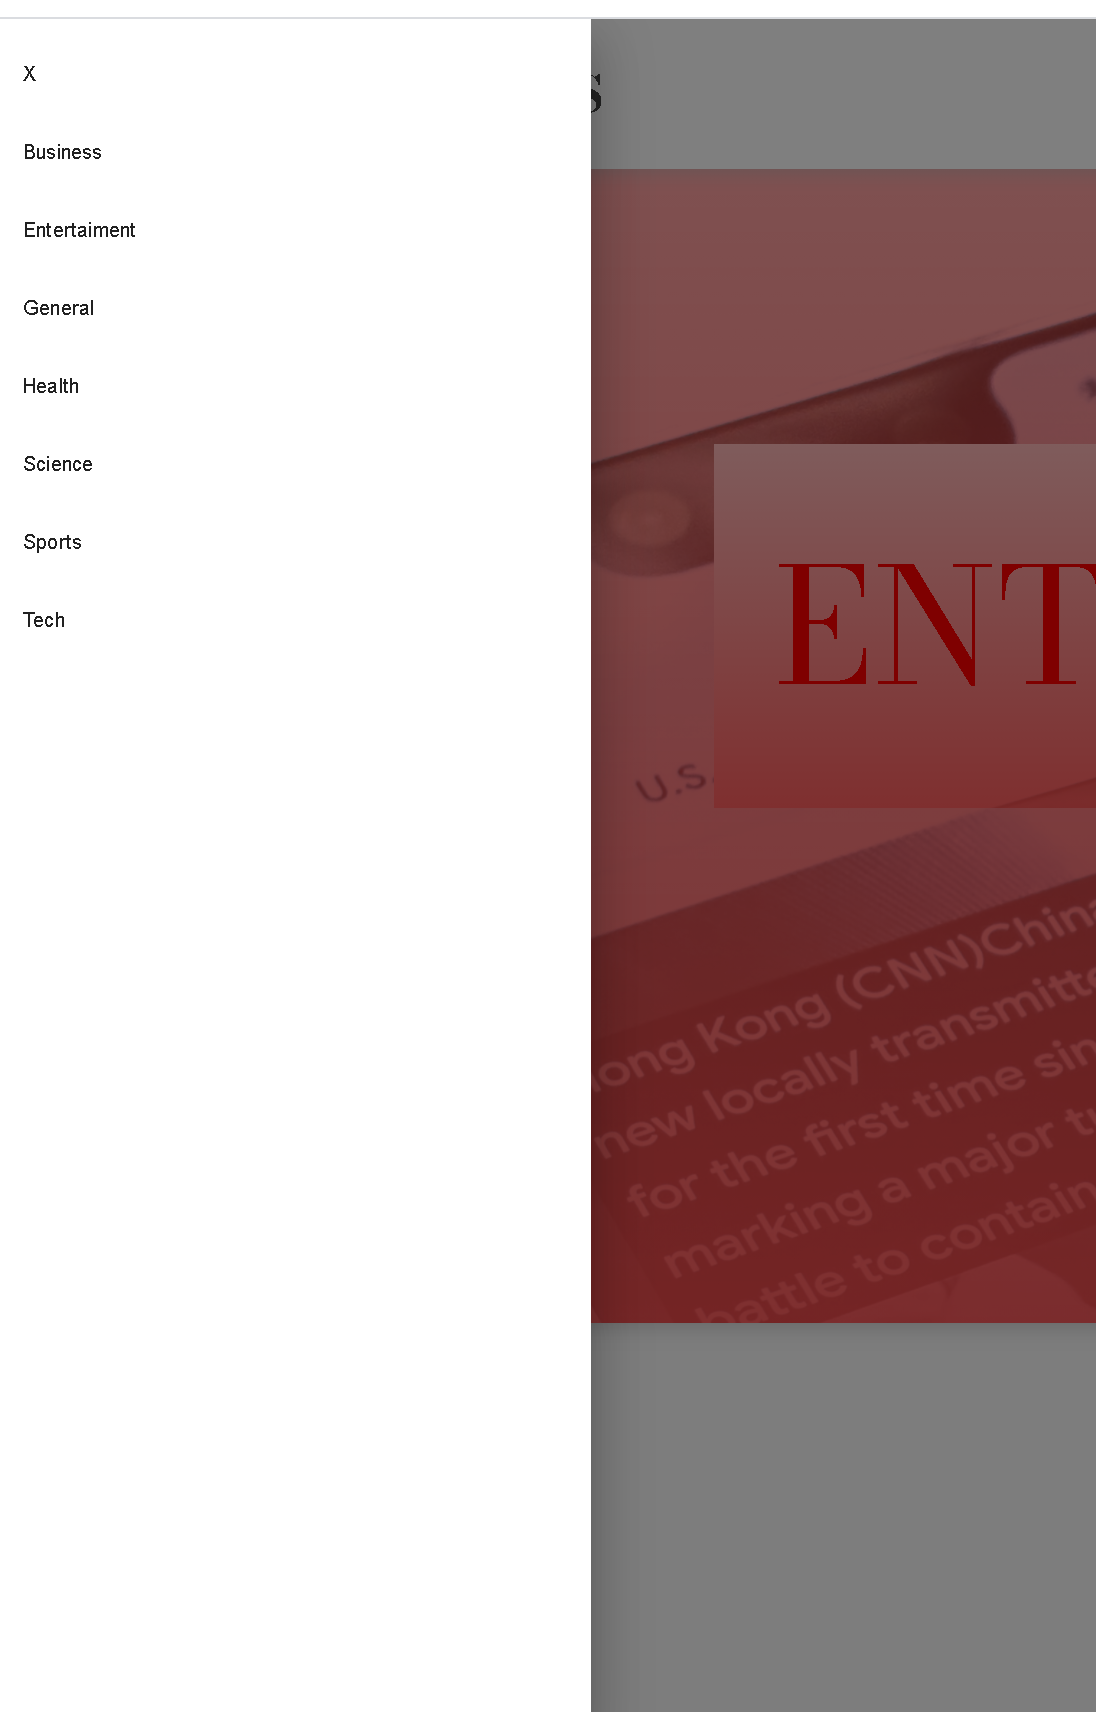 X
s
Business
Entertaiment
General
Health
Science
Sports
Tech
ENT
U.S.
ong Kong (CNN)China
new locally transmitte
for the first time sin
marking a major tu
battle to contain